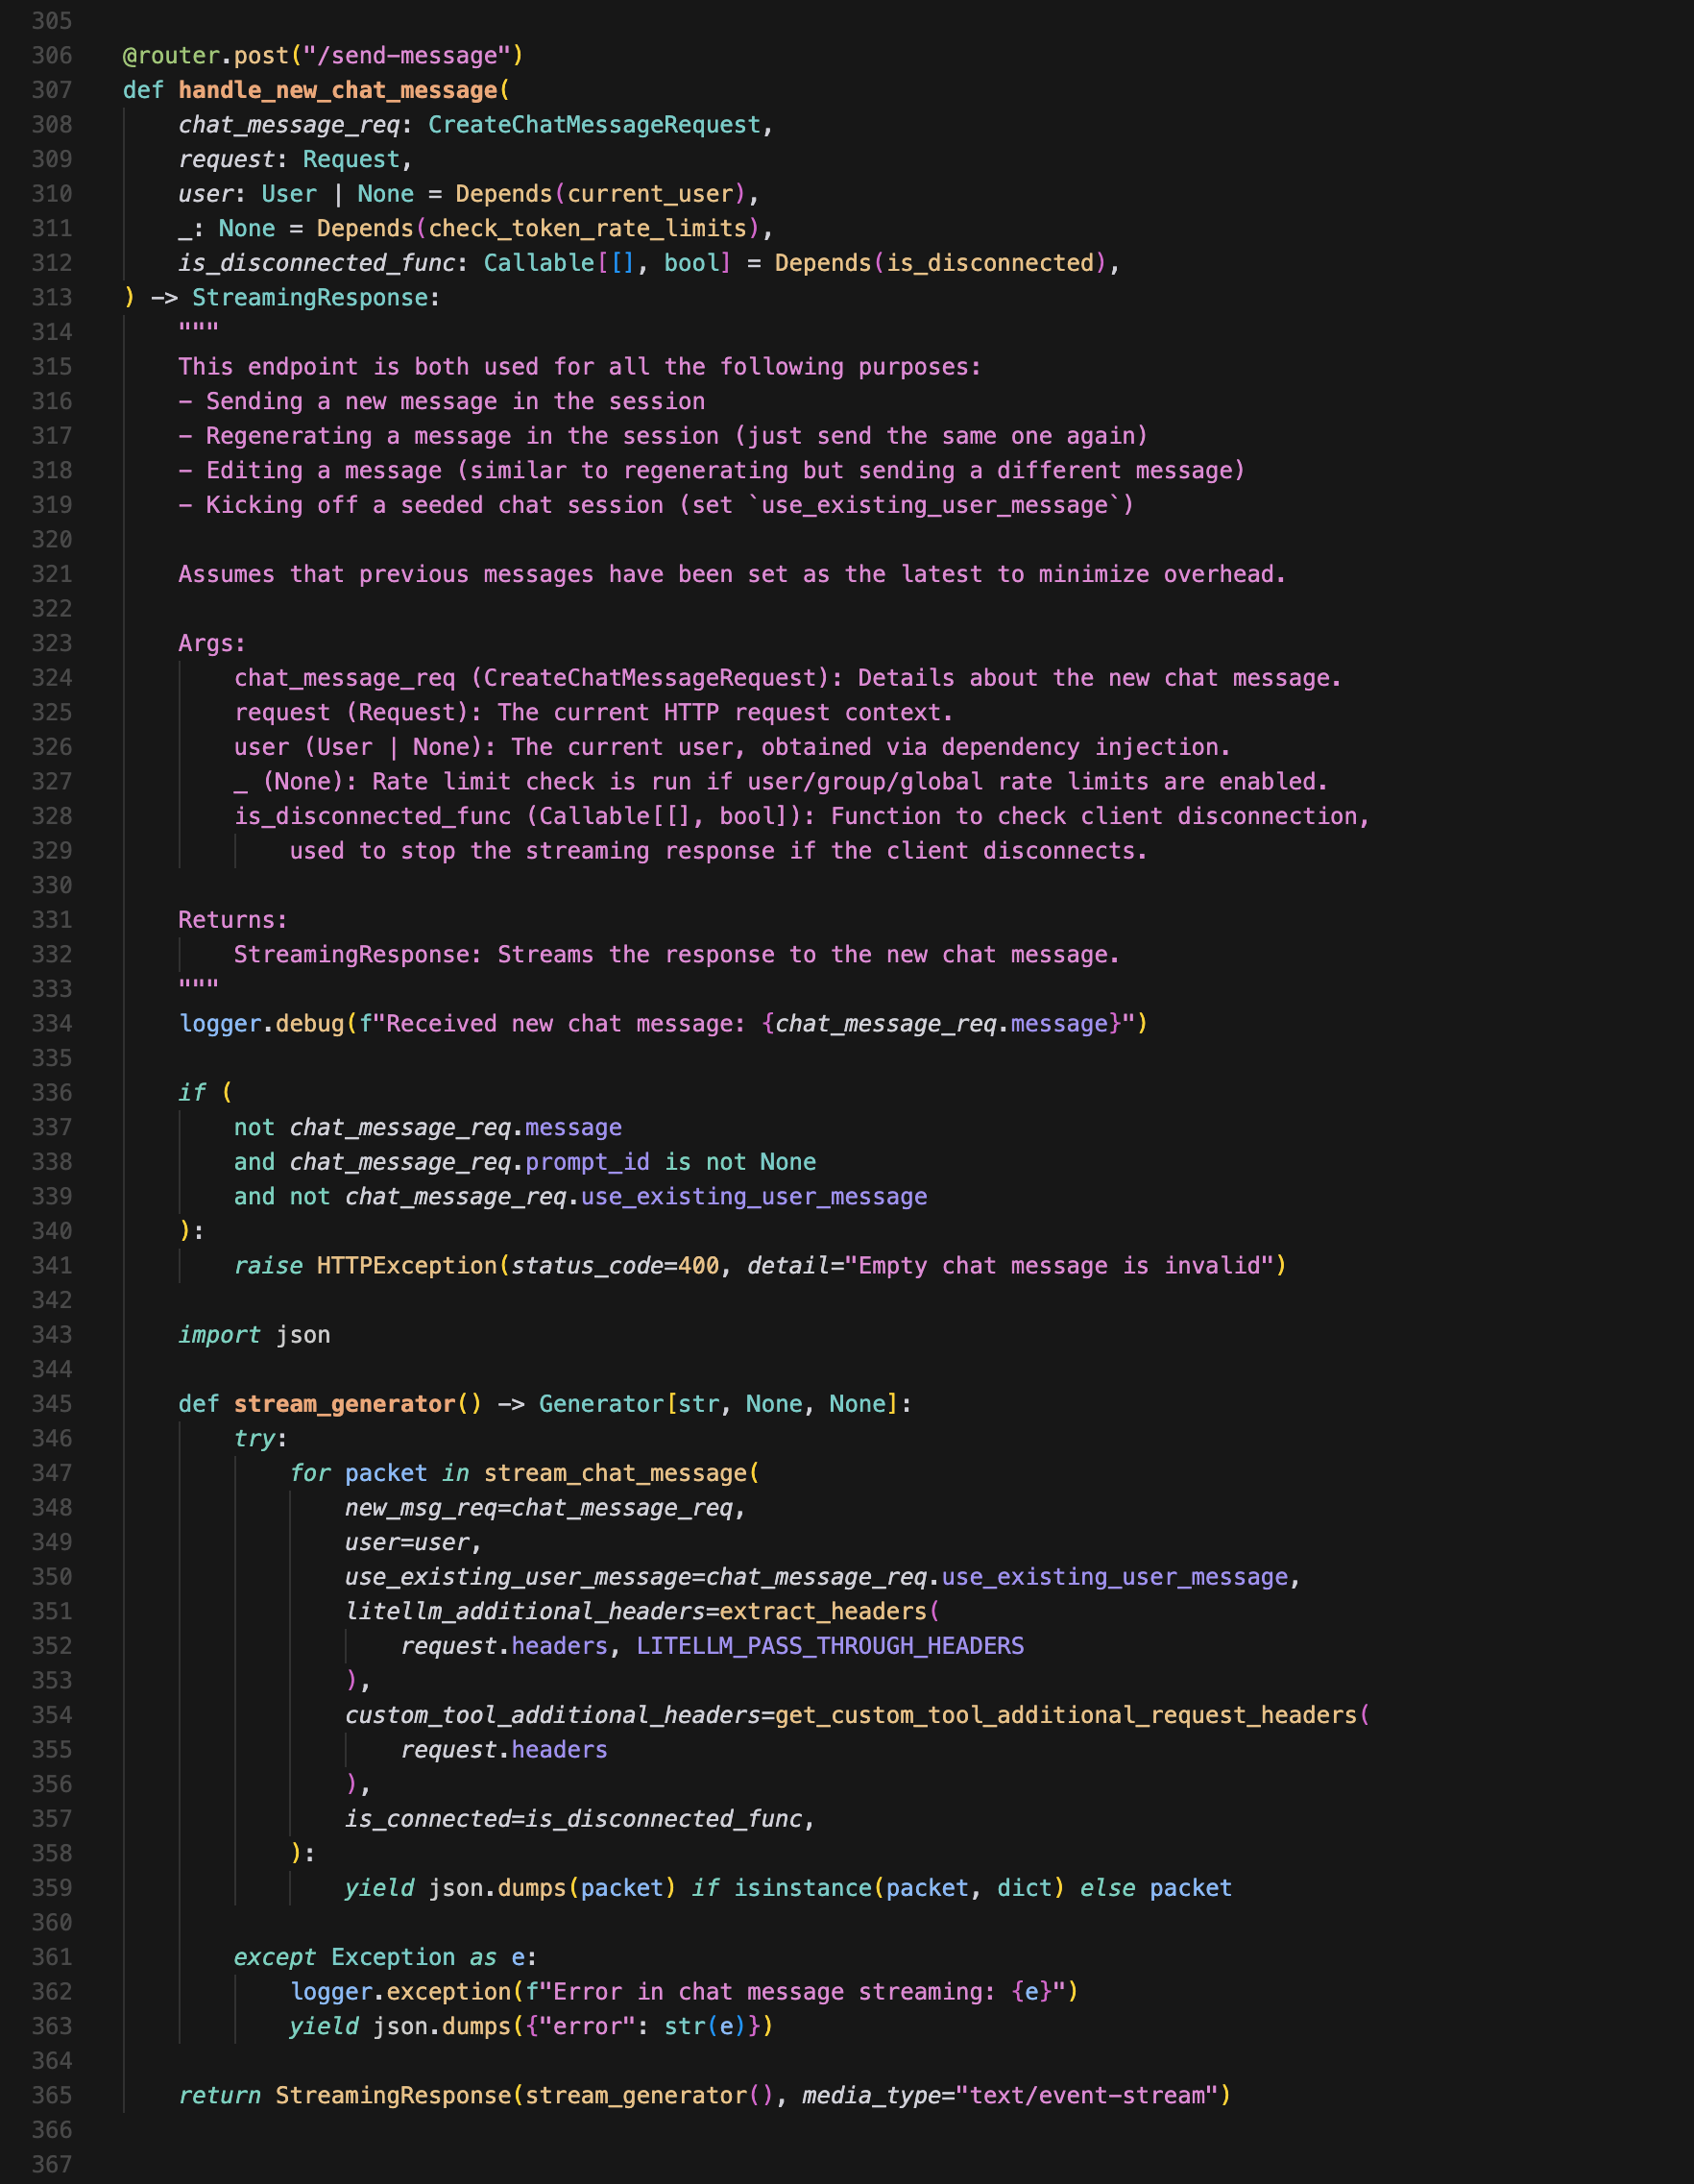 305
306 @router.post("/send-message")
307 def handle_new_chat_message(
308     chat_message_req: CreateChatMessageRequest,
309     request: Request,
310     user: User | None = Depends(current_user),
311     _: None = Depends(check_token_rate_limits),
312     is_disconnected_func: Callable[[], bool] = Depends(is_disconnected),
313 ) -> StreamingResponse:
314     """
315     This endpoint is both used for all the following purposes:
316     - Sending a new message in the session
317     - Regenerating a message in the session (just send the same one again)
318     - Editing a message (similar to regenerating but sending a different message)
319     - Kicking off a seeded chat session (set `use_existing_user_message`)
320
321     Assumes that previous messages have been set as the latest to minimize overhead.
322
323     Args:
324         chat_message_req (CreateChatMessageRequest): Details about the new chat message.
325         request (Request): The current HTTP request context.
326         user (User | None): The current user, obtained via dependency injection.
327         _ (None): Rate limit check is run if user/group/global rate limits are enabled.
328         is_disconnected_func (Callable[[], bool]): Function to check client disconnection,
329             used to stop the streaming response if the client disconnects.
330
331     Returns:
332         StreamingResponse: Streams the response to the new chat message.
333     """
334     logger.debug(f"Received new chat message: {chat_message_req.message}")
335
336     if (
337         not chat_message_req.message
338         and chat_message_req.prompt_id is not None
339         and not chat_message_req.use_existing_user_message
340     ):
341         raise HTTPException(status_code=400, detail="Empty chat message is invalid")
342
343     import json
344
345     def stream_generator() -> Generator[str, None, None]:
346         try:
347             for packet in stream_chat_message(
348                 new_msg_req=chat_message_req,
349                 user=user,
350                 use_existing_user_message=chat_message_req.use_existing_user_message,
351                 litellm_additional_headers=extract_headers(
352                     request.headers, LITELLM_PASS_THROUGH_HEADERS
353                 ),
354                 custom_tool_additional_headers=get_custom_tool_additional_request_headers(
355                     request.headers
356                 ),
357                 is_connected=is_disconnected_func,
358             ):
359                 yield json.dumps(packet) if isinstance(packet, dict) else packet
360
361         except Exception as e:
362             logger.exception(f"Error in chat message streaming: {e}")
363             yield json.dumps({"error": str(e)})
364
365     return StreamingResponse(stream_generator(), media_type="text/event-stream")
366
367